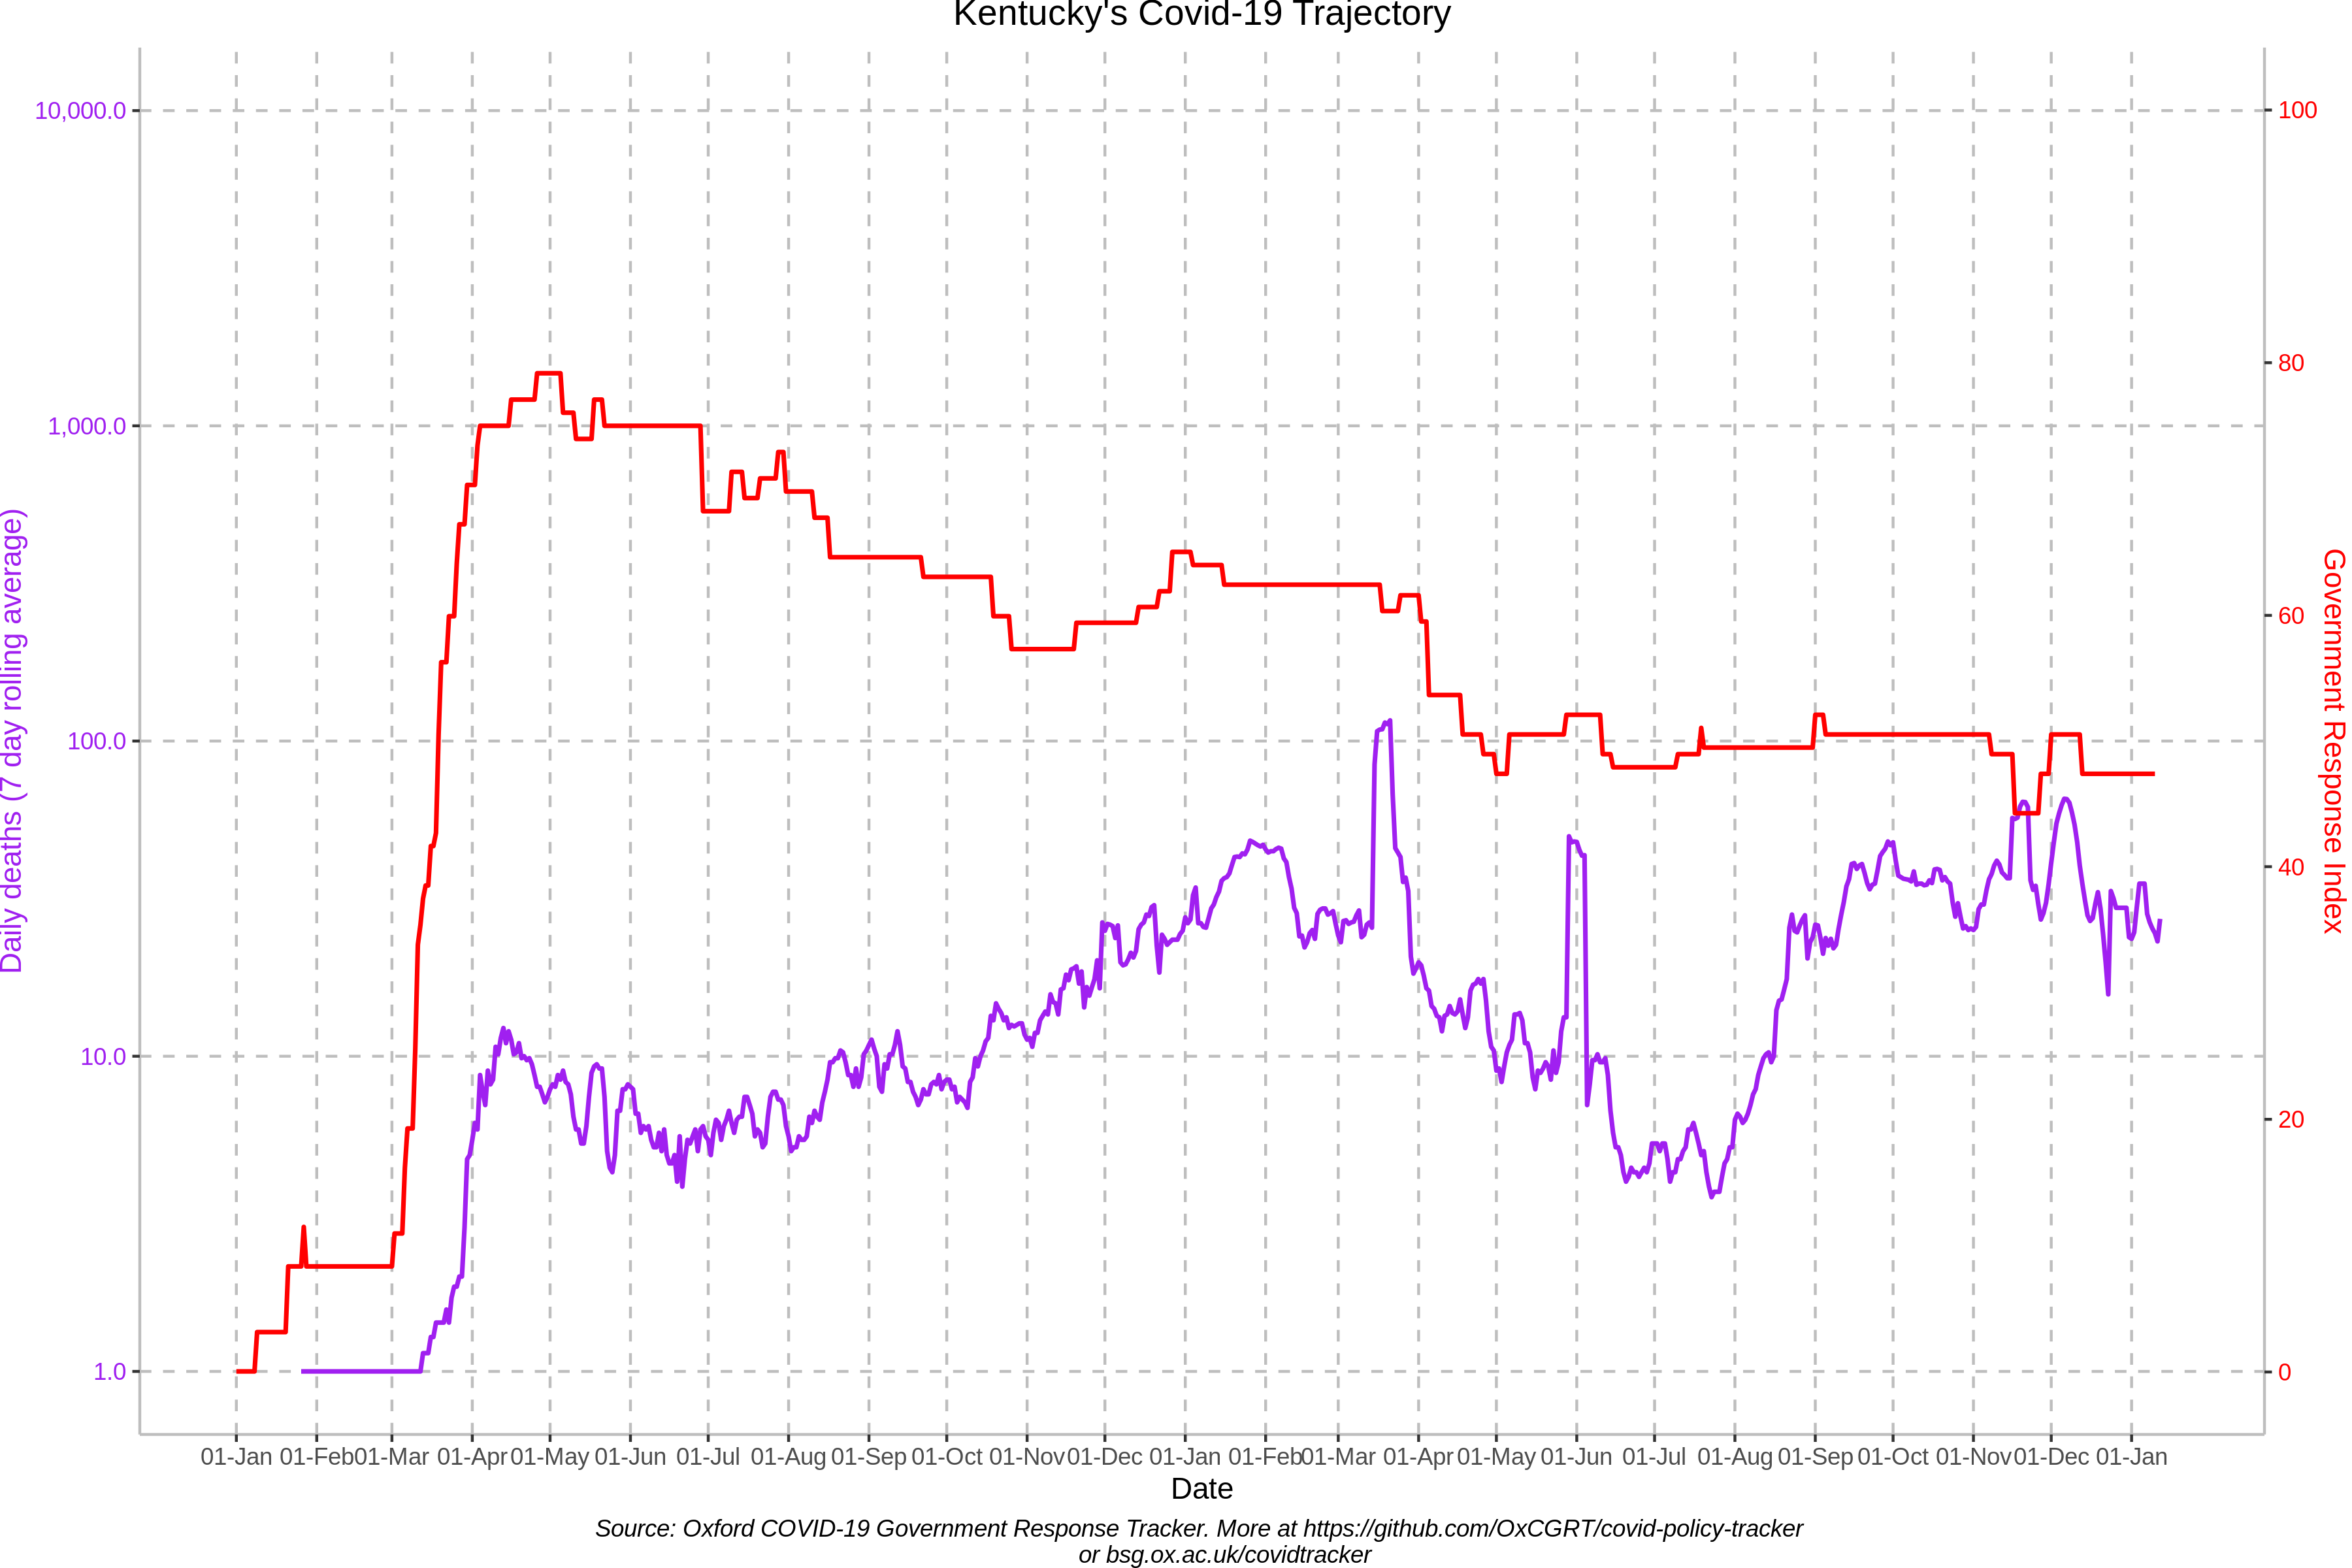 Kentucky's Covid-19 Trajectory
10,000.0
1,000.0
100.0
10.0
1.0
Daily deaths (7 day rolling average)
100
80
60
40
20
0
Government Response Index
01-Jan 01-Feb 01-Mar 01-Apr 01-May 01-Jun 01-Jul 01-Aug 01-Sep 01-Oct 01-Nov 01-Dec 01-Jan 01-Feb 01-Mar 01-Apr 01-May 01-Jun 01-Jul 01-Aug 01-Sep 01-Oct 01-Nov 01-Dec 01-Jan
Date
Source: Oxford COVID-19 Government Response Tracker. More at https://github.com/OxCGRT/covid-policy-tracker
or bsg.ox.ac.uk/covidtracker